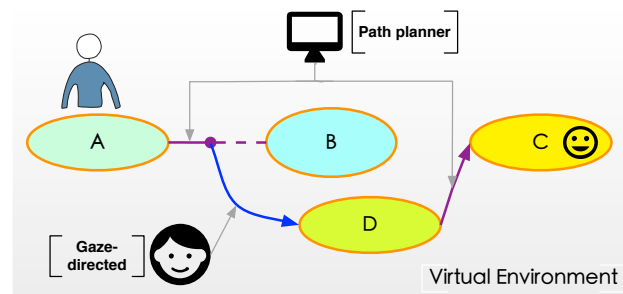 Path planner
A
B
C
D
Gaze-
directed
Virtual Environment